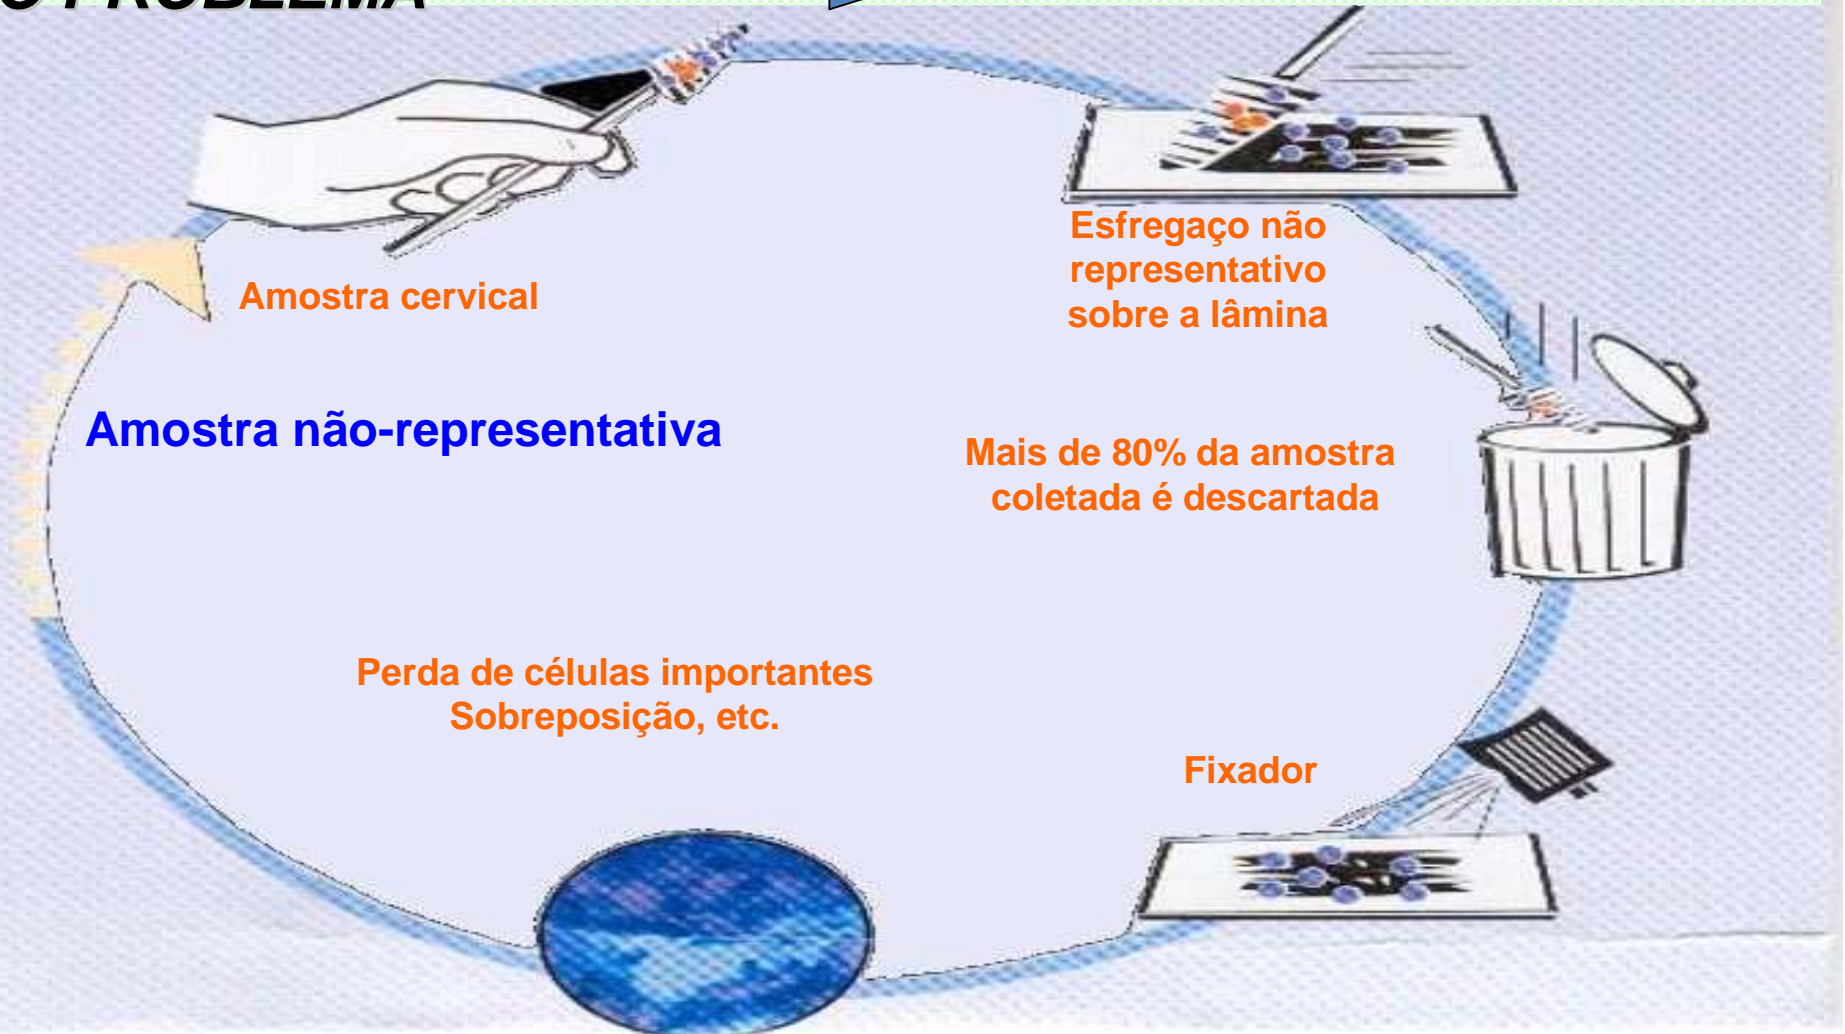 O PROBLEMA
Amostra cervical
Esfregaço não
representativo
sobre a lâmina
Amostra não-representativa
Mais de 80% da amostra
coletada é descartada
Perda de células importantes
Sobreposição, etc.
Fixador